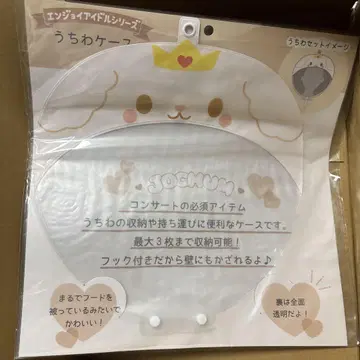 エンジョイアイドルシリーズ
うちわケース
うちわセットイメージ
JOCHUM
コンサートの必須アイテム
うちわの収納や持ち運びに便利なケースです。
最大3枚まで収納可能!
フック付きだから壁にもかざれるよ♪
まるでフードを
被っているみたいで
かわいい!
裏は全面
透明だよ!